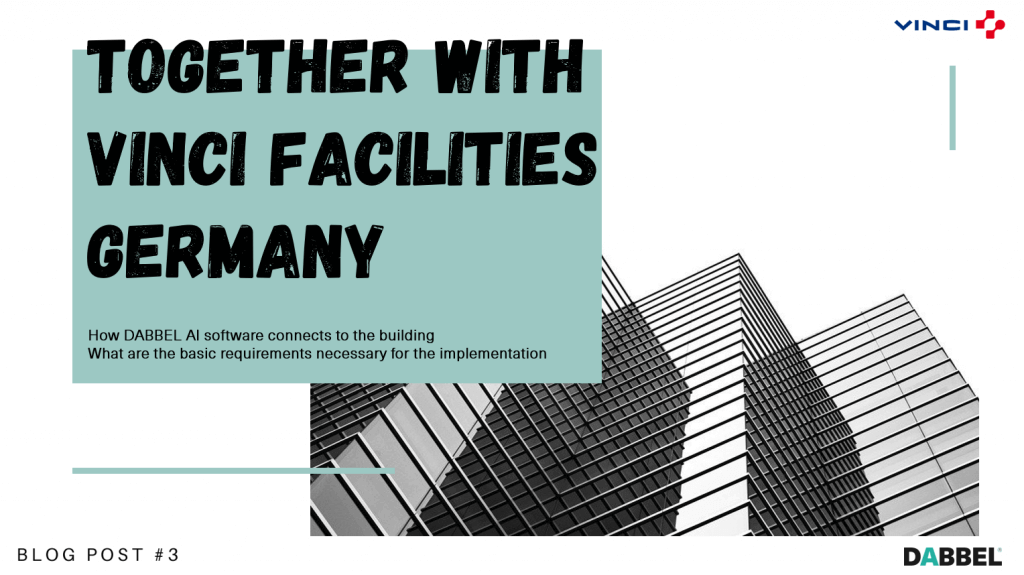 VINCI
TOGETHER WITH
VINCI FACILITIES
GERMANY
How DABBEL AI software connects to the building
What are the basic requirements necessary for the implementation
BLOG POST #3
DABBEL